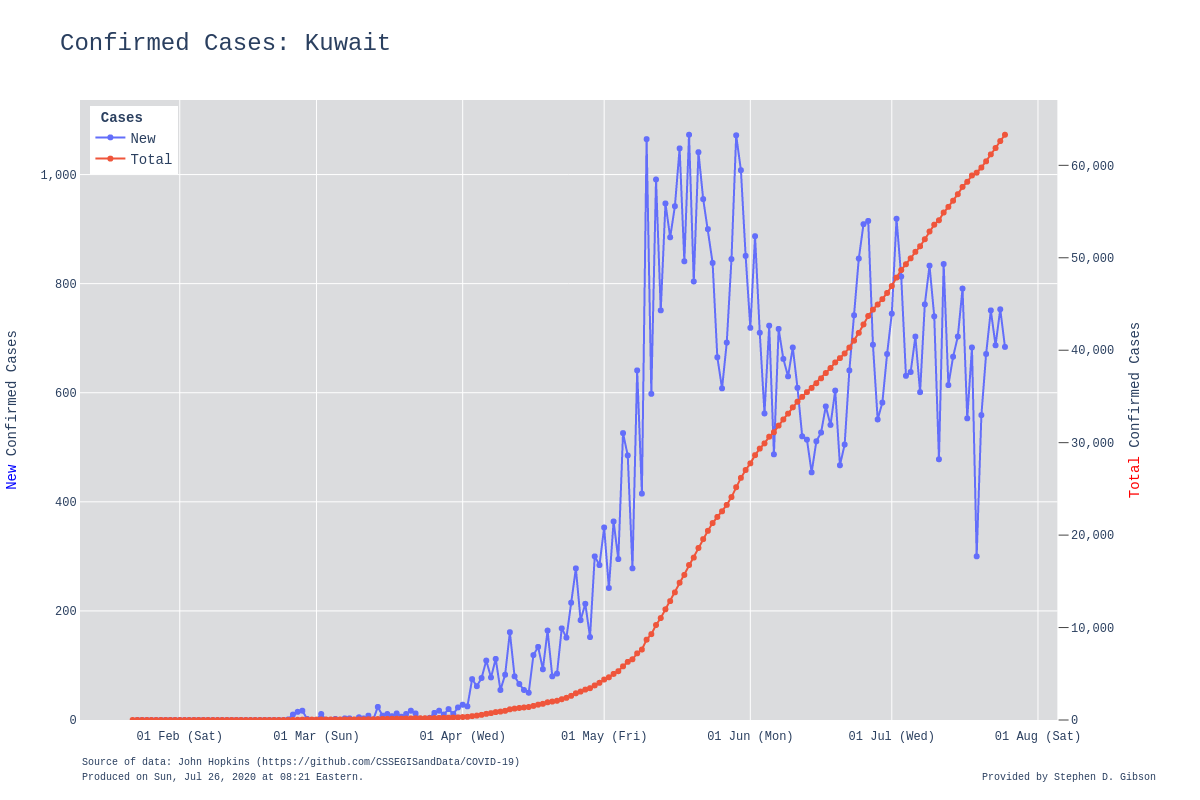 Confirmed Cases: Kuwait
Cases
New
Total
1,000
800
600
400
200
0
60,000
50,000
40,000
30,000
20,000
10,000
0
New Confirmed Cases
Total Confirmed Cases
01 Feb (Sat) 01 Mar (Sun) 01 Apr (Wed) 01 May (Fri) 01 Jun (Mon) 01 Jul (Wed) 01 Aug (Sat)
Source of data: John Hopkins (https://github.com/CSSEGISandData/COVID-19)
Produced on Sun, Jul 26, 2020 at 08:21 Eastern.
Provided by Stephen D. Gibson